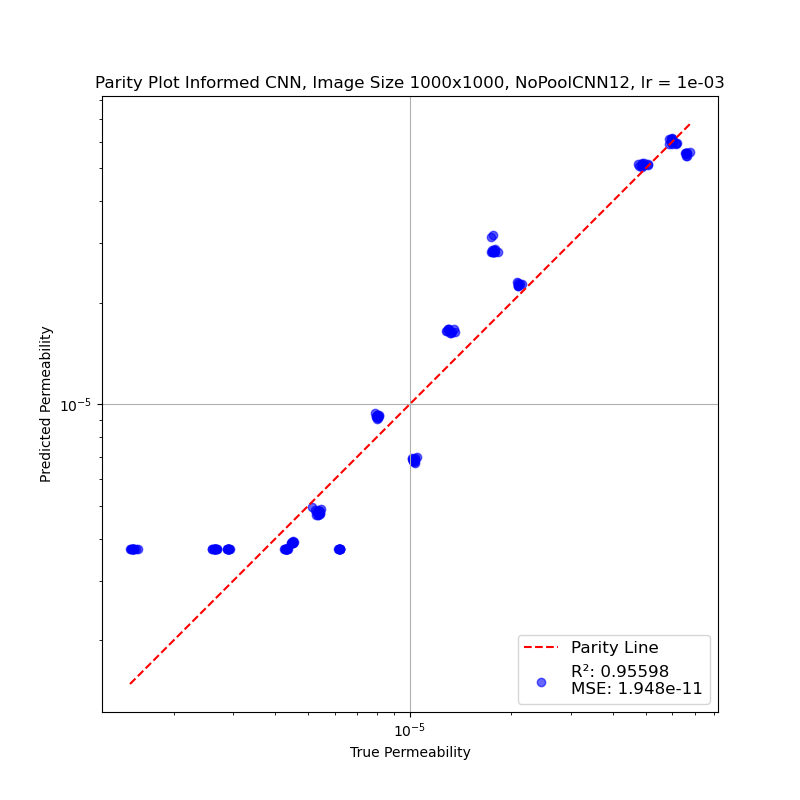 Parity Plot Informed CNN, Image Size 1000x1000, NoPoolCNN12, lr = 1e-03
Predicted Permeability
10⁻⁵
10⁻⁵
True Permeability
Parity Line
R²: 0.95598
MSE: 1.948e-11